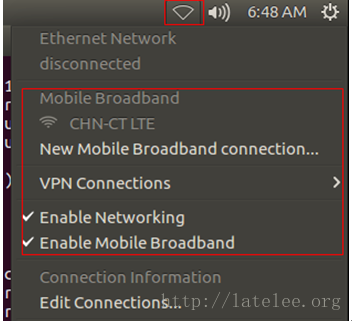 6:48 AM
Ethernet Network
disconnected
Mobile Broadband
CHN-CT LTE
New Mobile Broadband connection...
VPN Connections
Enable Networking
Enable Mobile Broadband
Connection Information
Edit Connections...
http://latelee.org